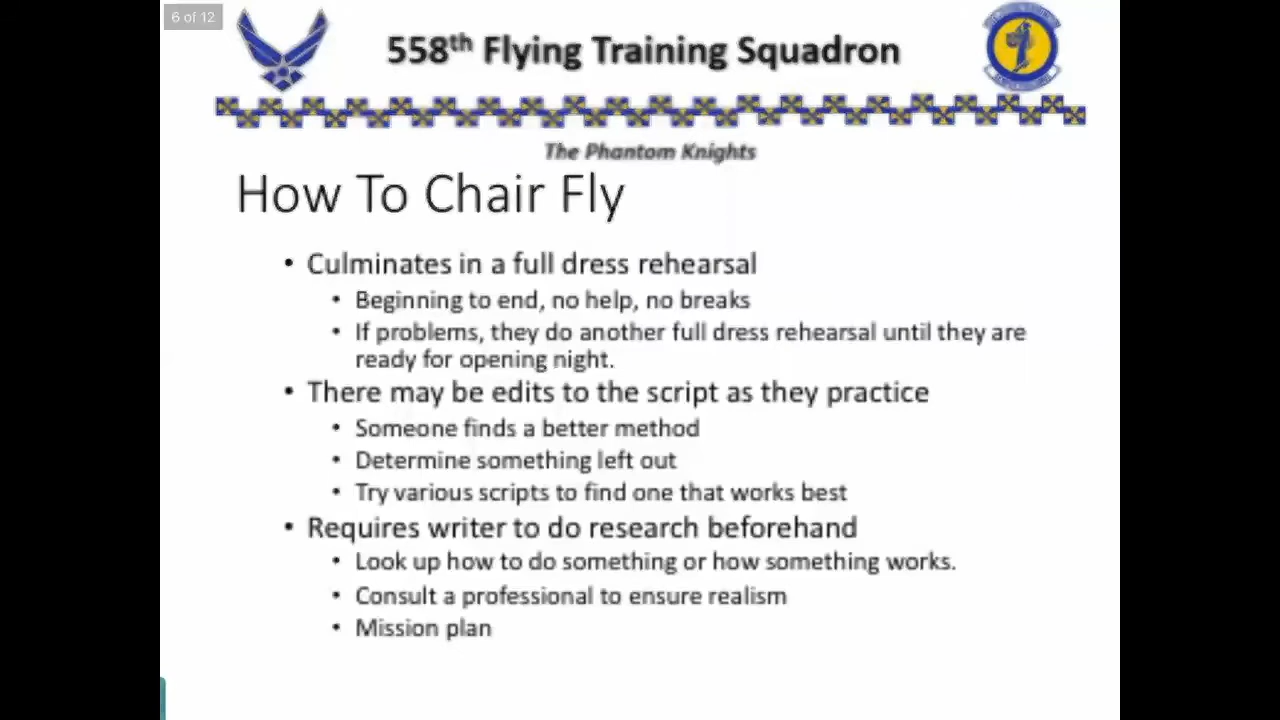 6 of 12
558th Flying Training Squadron
The Phantom Knights
How To Chair Fly
• Culminates in a full dress rehearsal
• Beginning to end, no help, no breaks
• If problems, they do another full dress rehearsal until they are
ready for opening night.
• There may be edits to the script as they practice
• Someone finds a better method
• Determine something left out
• Try various scripts to find one that works best
• Requires writer to do research beforehand
• Look up how to do something or how something works.
• Consult a professional to ensure realism
• Mission plan